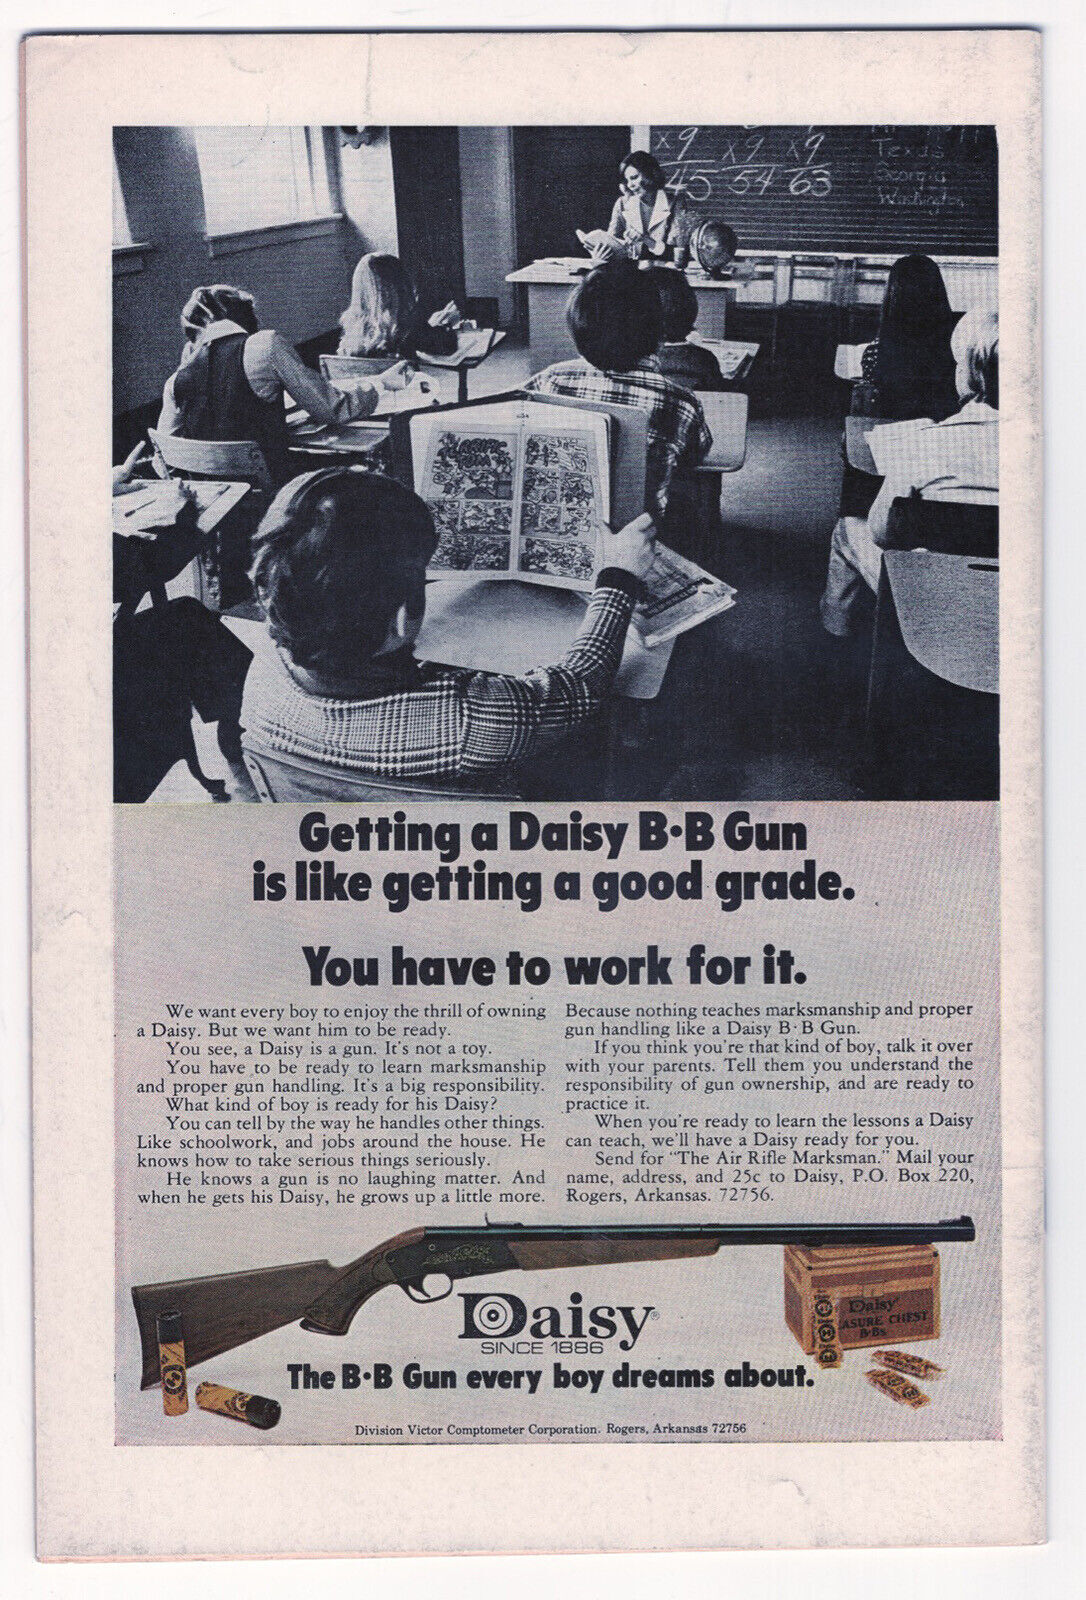 x9 x9 x9
45 54 63
Texas
Georgia
Washington
Getting a Daisy B·B Gun
is like getting a good grade.
You have to work for it.
We want every boy to enjoy the thrill of owning
a Daisy. But we want him to be ready.
You see, a Daisy is a gun. It's not a toy.
You have to be ready to learn marksmanship
and proper gun handling. It's a big responsibility.
What kind of boy is ready for his Daisy?
You can tell by the way he handles other things.
Like schoolwork, and jobs around the house. He
knows how to take serious things seriously.
He knows a gun is no laughing matter. And
when he gets his Daisy, he grows up a little more.
Because nothing teaches marksmanship and proper
gun handling like a Daisy B·B Gun.
If you think you're that kind of boy, talk it over
with your parents. Tell them you understand the
responsibility of gun ownership, and are ready to
practice it.
When you're ready to learn the lessons a Daisy
can teach, we'll have a Daisy ready for you.
Send for "The Air Rifle Marksman." Mail your
name, address, and 25c to Daisy, P.O. Box 220,
Rogers, Arkansas. 72756.
Daisy®
SINCE 1886
Daisy
ASURE CHEST
B·Bs
The B·B Gun every boy dreams about.
Division Victor Comptometer Corporation. Rogers, Arkansas 72756